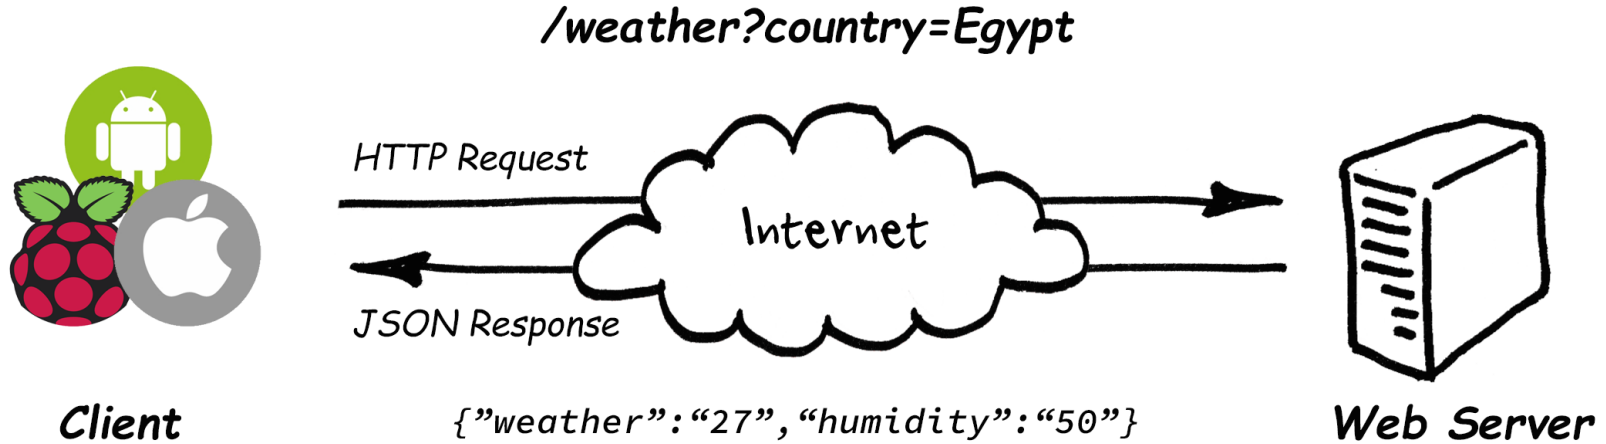 /weather?country=Egypt
HTTP Request
Internet
JSON Response
Client
{”weather”:“27”,“humidity”:“50”}
Web Server